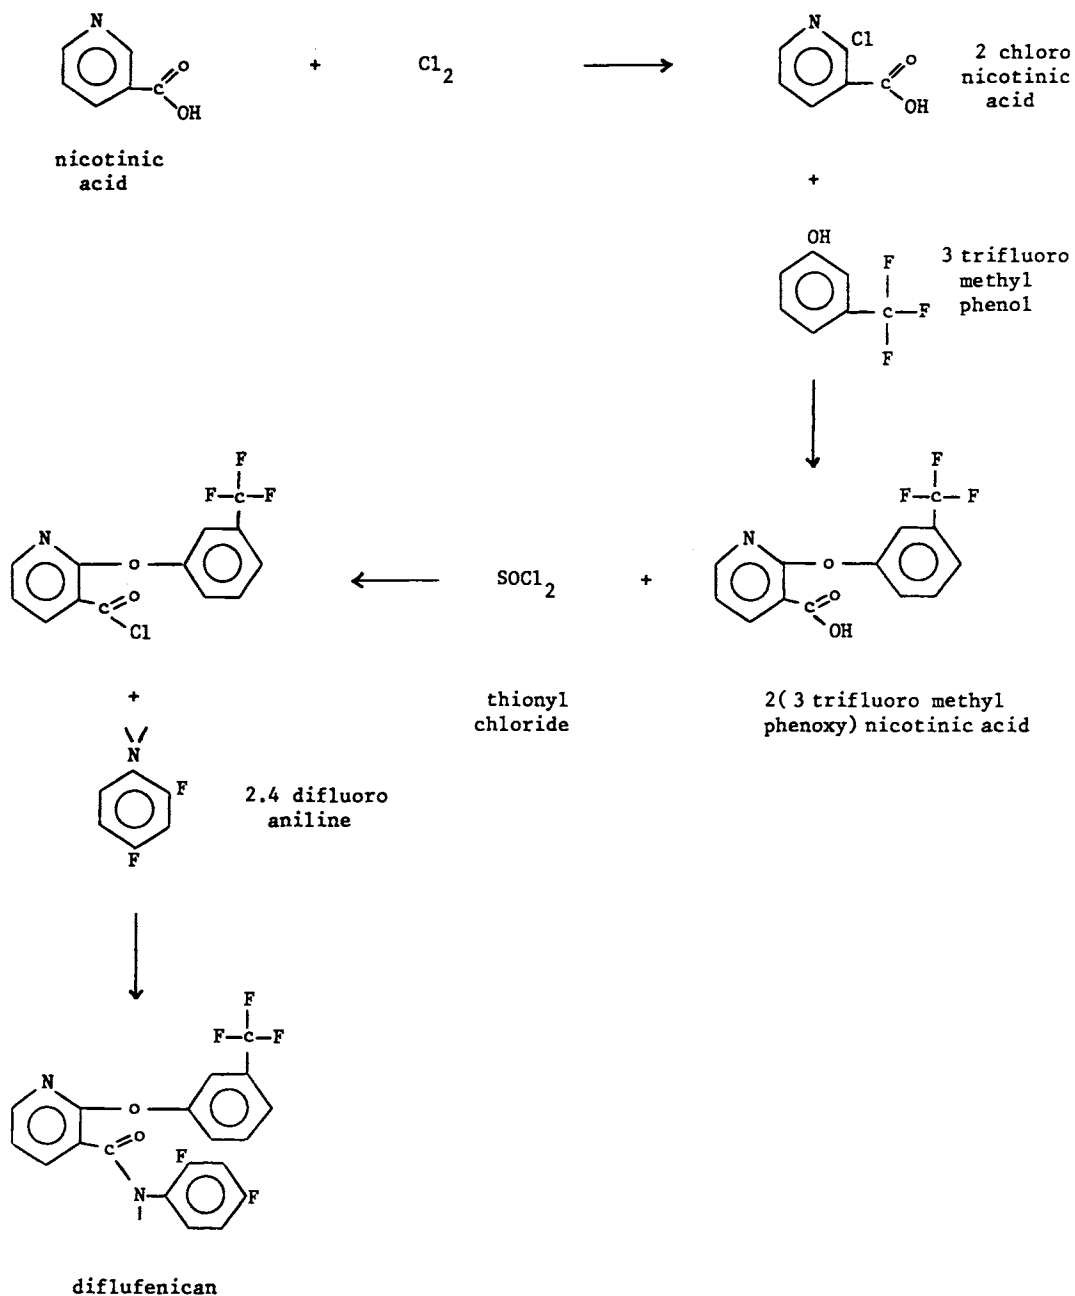 N
O
C
OH
nicotinic
acid
+
Cl2
N
Cl
O
C
OH
2 chloro
nicotinic
acid
+
OH
F
C
F
F
3 trifluoro
methyl
phenol
F
F C F
N
O
C
O
OH
2(3 trifluoro methyl
phenoxy) nicotinic acid
+
SOCl2
thionyl
chloride
F
F C F
N
O
C
O
Cl
+
N
F
F
2.4 difluoro
aniline
F
F C F
N
O
C
O
N
F
F
diflufenican